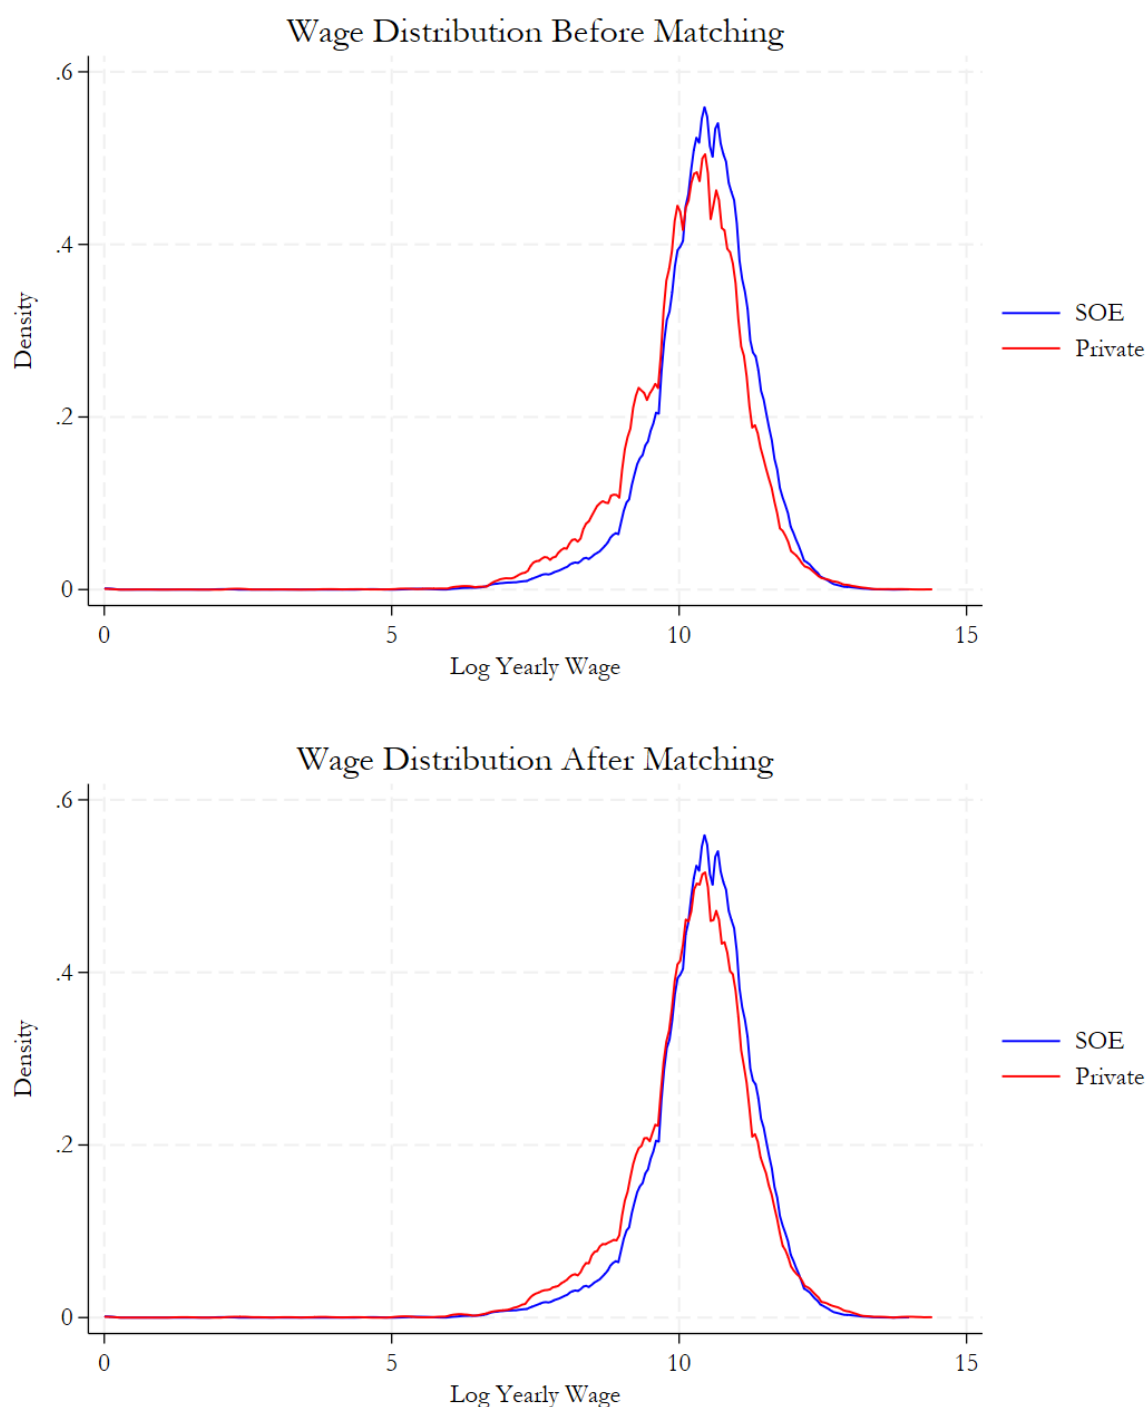 Wage Distribution Before Matching
.6
.4
.2
0
Density
0 5 10 15
Log Yearly Wage
SOE
Private
Wage Distribution After Matching
.6
.4
.2
0
Density
0 5 10 15
Log Yearly Wage
SOE
Private